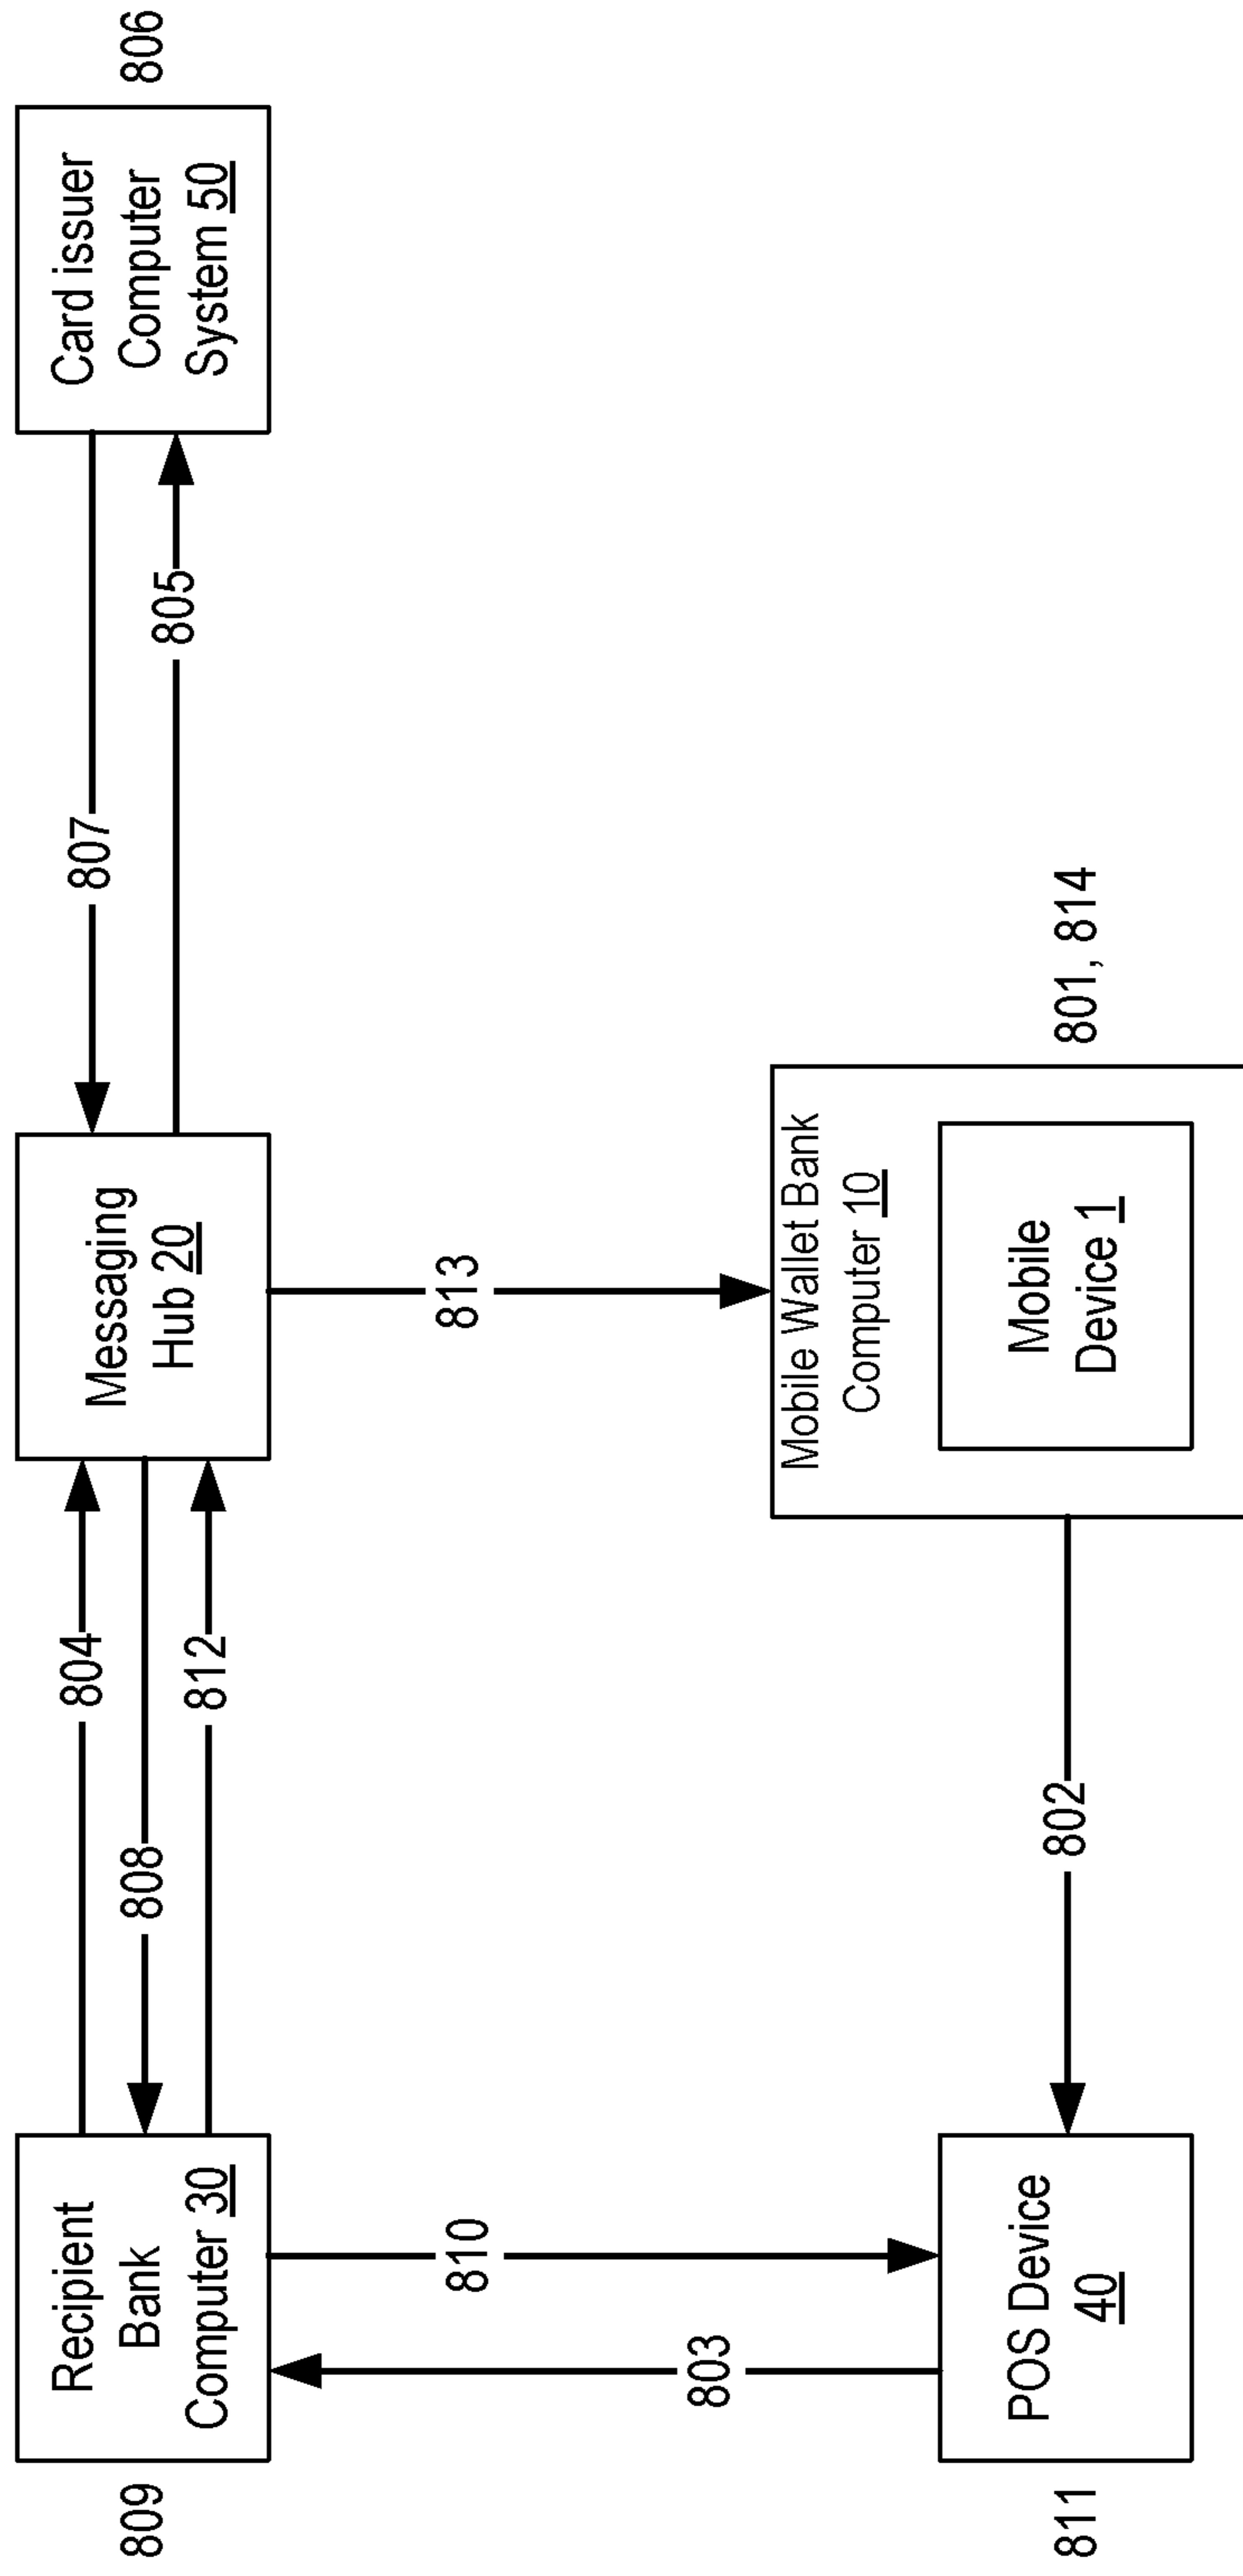 809
Recipient
Bank
Computer 30
804
808
812
Messaging
Hub 20
807
805
Card issuer
Computer
System 50
806
803
810
813
811
POS Device
40
802
Mobile Wallet Bank
Computer 10
Mobile
Device 1
801, 814